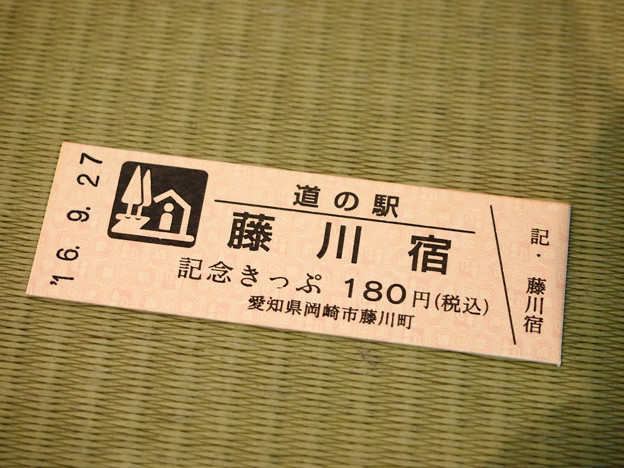 '16.9.27
道の駅
藤川宿
記念きっぷ 180円(税込)
愛知県岡崎市藤川町
記・藤川宿